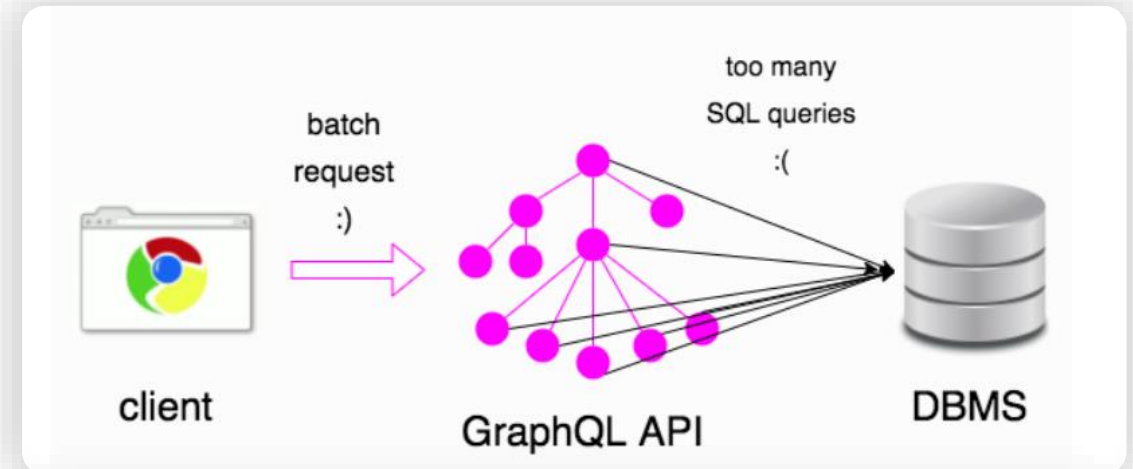 batch
request
:)
too many
SQL queries
:(
client
GraphQL API
DBMS